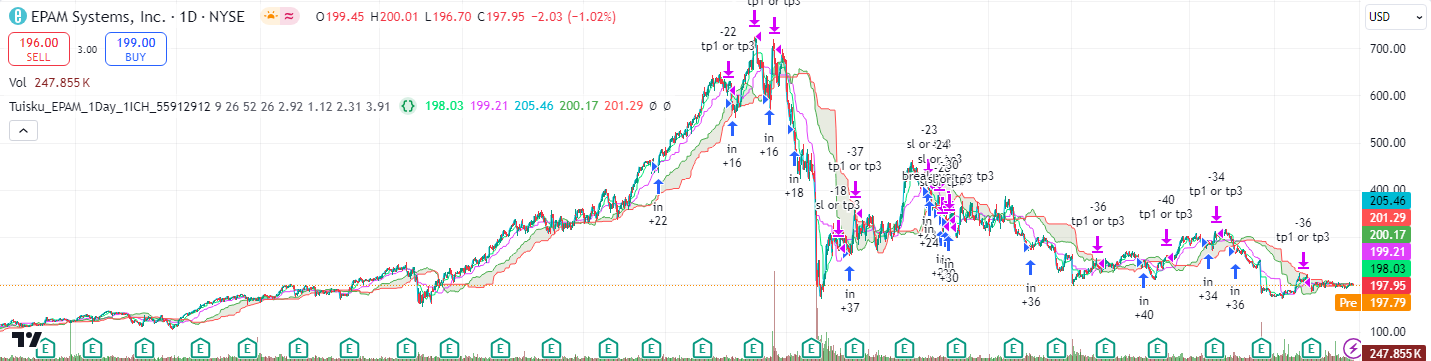 EPAM Systems, Inc. · 1D · NYSE
O199.45 H200.01 L196.70 C197.95 −2.03 (−1.02%)
USD
196.00
SELL
3.00
199.00
BUY
Vol 247.855 K
Tuisku_EPAM_1Day_1ICH_55912912 9 26 52 26 2.92 1.12 2.31 3.91 198.03 199.21 205.46 200.17 201.29 Ø Ø
tp1 or tp3
-22
tp1 or tp3
in
+22
in
+16
in
+16
in
+18
-18
sl or tp3
-37
tp1 or tp3
in
+37
-23
sl or tp3
-24
-30
in
+24
in
+30
in
+36
-36
tp1 or tp3
in
+40
-40
tp1 or tp3
-34
tp1 or tp3
in
+34
in
+36
-36
tp1 or tp3
700.00
600.00
500.00
400.00
205.46
201.29
200.17
199.21
198.03
197.95
Pre 197.79
100.00
247.855 K
E E E E E E E E E E E E E E E E E E E E E E E E